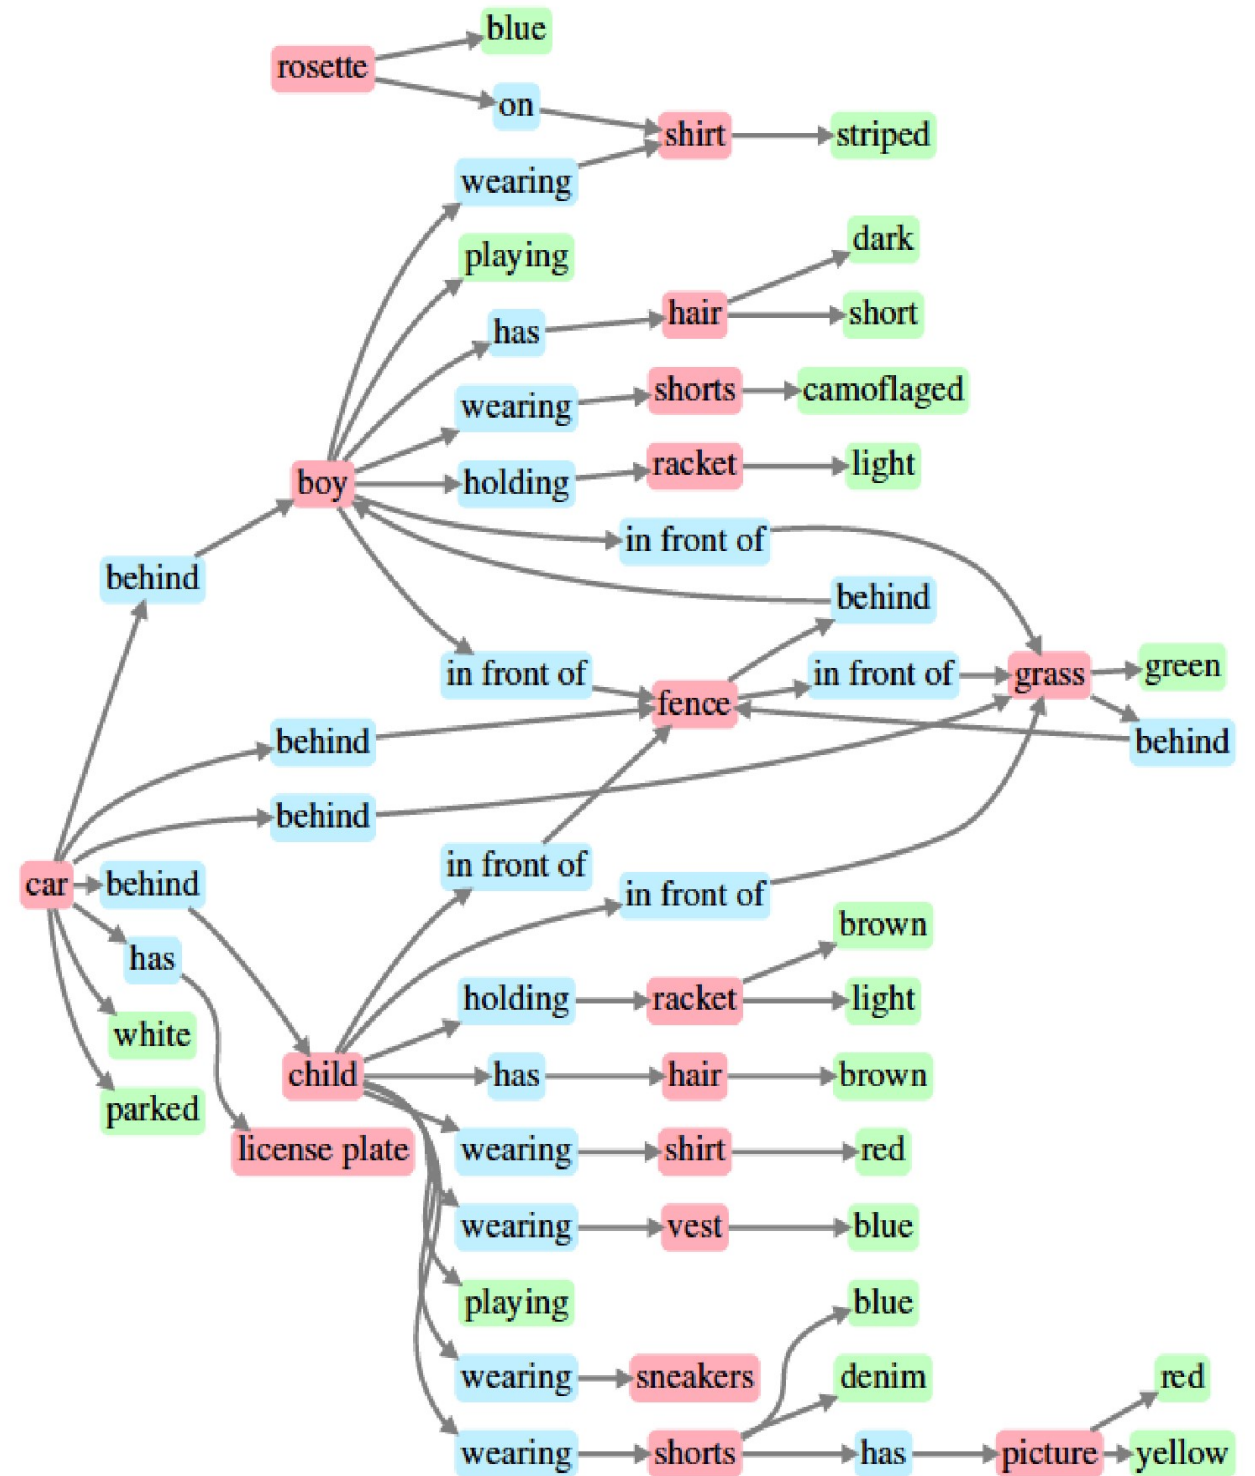 blue
rosette
on
shirt
striped
wearing
playing
dark
hair
short
has
shorts
camoflaged
wearing
boy
holding
racket
light
in front of
behind
behind
in front of
in front of
grass
green
fence
behind
behind
behind
in front of
in front of
car
behind
has
white
parked
license plate
child
brown
holding
racket
light
has
hair
brown
wearing
shirt
red
wearing
vest
blue
playing
blue
wearing
sneakers
denim
red
wearing
shorts
has
picture
yellow